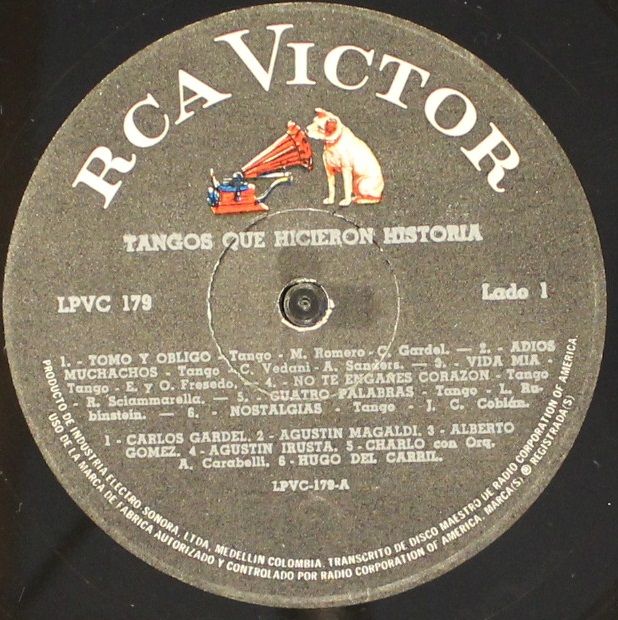 RCA VICTOR
TANGOS QUE HICIERON HISTORIA
LPVC 179
Lado 1
1. - TOMO Y OBLIGO - Tango - M. Romero - C. Gardel. — 2. - ADIOS
MUCHACHOS - Tango - C. Vedani - A. Sanders. — 3. - VIDA MIA -
Tango - E. y O. Fresedo. - 4. - NO TE ENGAÑES CORAZON - Tango
R. Sciammarella. — 5. - CUATRO PALABRAS - Tango - L. Ru-
binstein. — 6. - NOSTALGIAS - Tango - J. C. Cobián.
1 - CARLOS GARDEL. 2 - AGUSTIN MAGALDI. 3 - ALBERTO
GOMEZ. 4 - AGUSTIN IRUSTA. 5 - CHARLO con Orq.
A. Carabelli. 6 - HUGO DEL CARRIL.
LPVC-179-A
PRODUCTO DE INDUSTRIA ELECTRO SONORA, LTDA, MEDELLIN COLOMBIA, TRANSCRITO DE DISCO MAESTRO DE RADIO CORPORATION OF AMERICA.
USO DE LA MARCA DE FABRICA AUTORIZADO Y CONTROLADO POR RADIO CORPORATION OF AMERICA, MARCA(S) ® REGISTRADA(S)